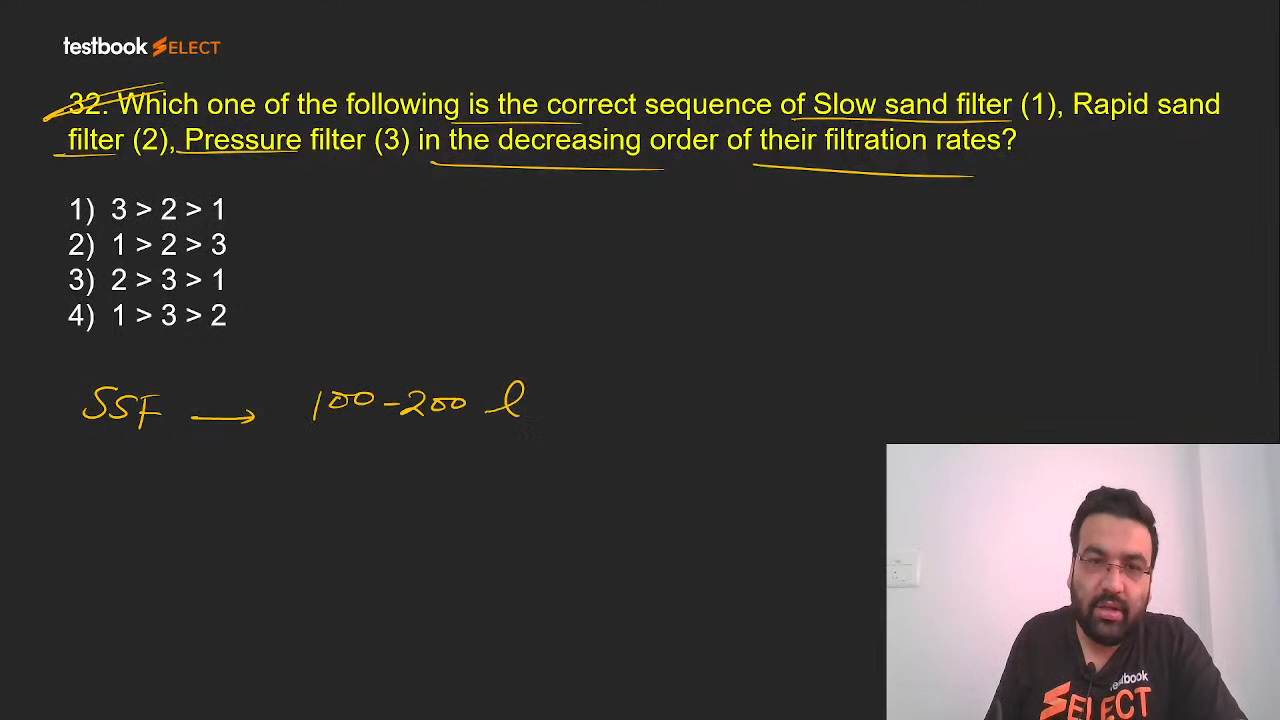 testbook SELECT
32. Which one of the following is the correct sequence of Slow sand filter (1), Rapid sand
filter (2), Pressure filter (3) in the decreasing order of their filtration rates?
1) 3 > 2 > 1
2) 1 > 2 > 3
3) 2 > 3 > 1
4) 1 > 3 > 2
SSF → 100-200 l
testbook
SELECT